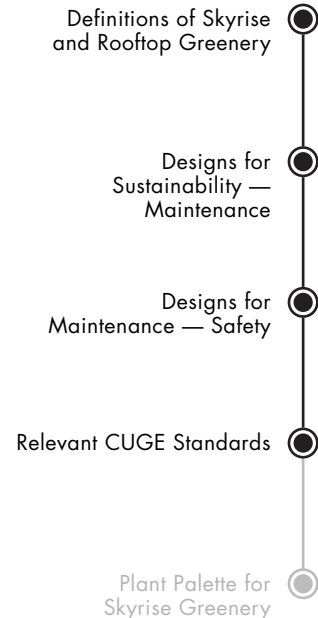 Definitions of Skyrise
and Rooftop Greenery
Designs for
Sustainability —
Maintenance
Designs for
Maintenance — Safety
Relevant CUGE Standards
Plant Palette for
Skyrise Greenery